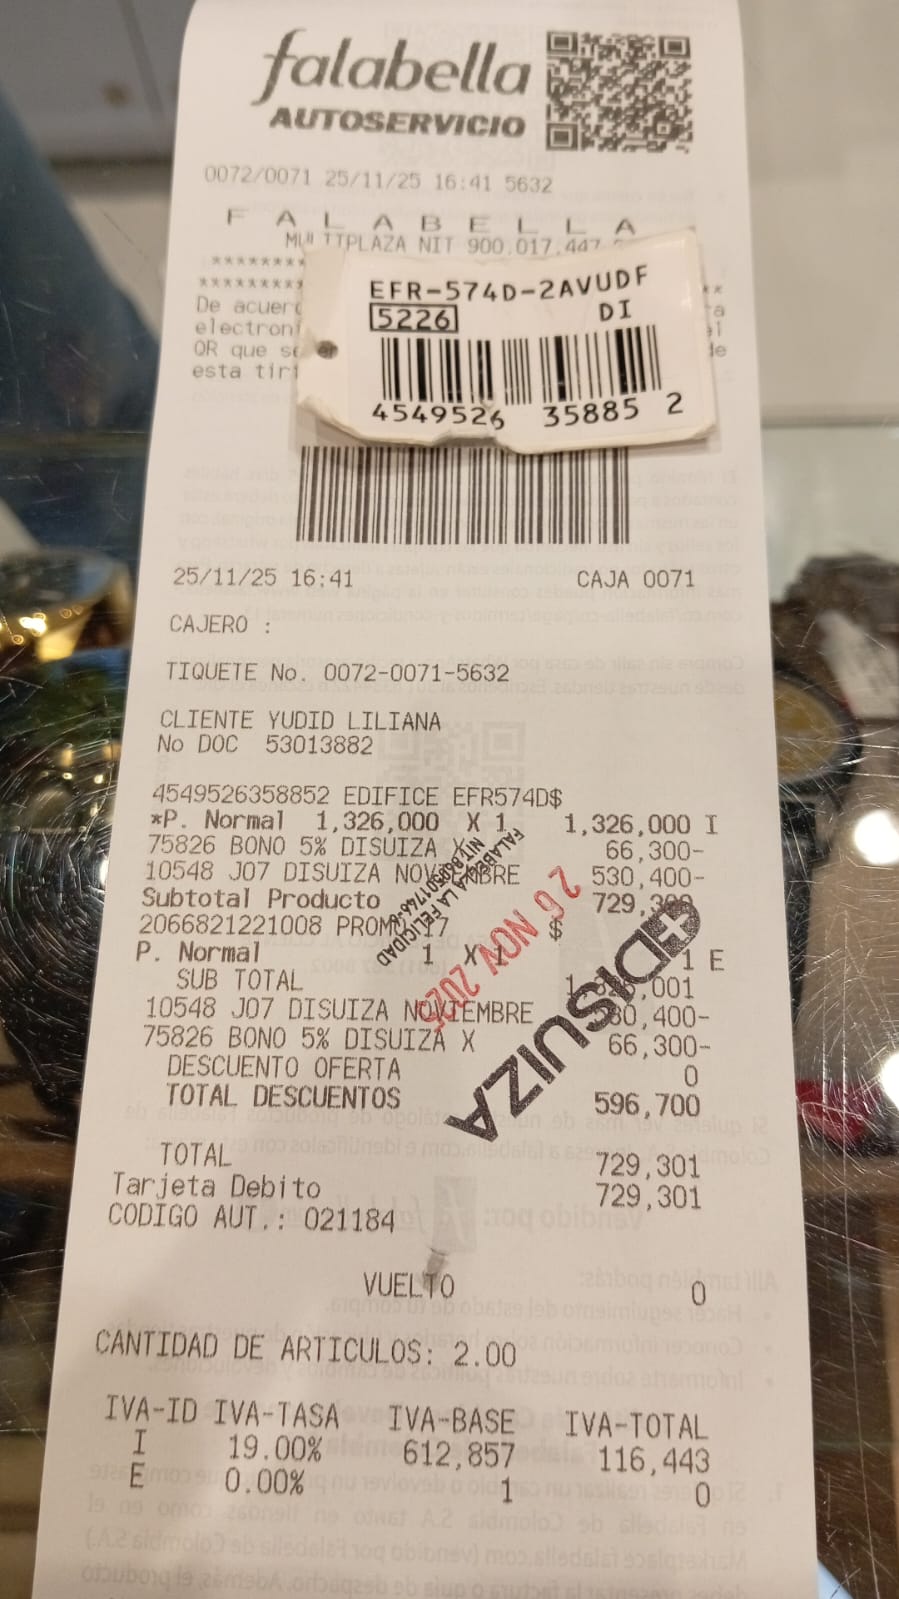 falabella
AUTOSERVICIO
0072/0071 25/11/25 16:41 5632
F A L A B E L L A
MULTIPLAZA NIT 900.017.447
********
********* **
De acuer
electroni
QR que se de
esta tir
EFR-574D-2AVUDF
5226 DI
4549526 35885 2
25/11/25 16:41 CAJA 0071
CAJERO :
TIQUETE No. 0072-0071-5632
CLIENTE YUDID LILIANA
No DOC 53013882
4549526358852 EDIFICE EFR574D$
*P. Normal 1,326,000 X 1 1,326,000 I
75826 BONO 5% DISUIZA X 66,300-
10548 J07 DISUIZA NOVIEMBRE 530,400-
Subtotal Producto 729,300
2066821221008 PROM 17 $
P. Normal 1 X 1 1 E
SUB TOTAL 1,326,001
10548 J07 DISUIZA NOVIEMBRE 530,400-
75826 BONO 5% DISUIZA X 66,300-
DESCUENTO OFERTA 0
TOTAL DESCUENTOS 596,700
FALABELLA LA FELICIDAD
26 NOV 2025
DISUIZA
TOTAL 729,301
Tarjeta Debito 729,301
CODIGO AUT.: 021184
VUELTO 0
CANTIDAD DE ARTICULOS: 2.00
IVA-ID IVA-TASA IVA-BASE IVA-TOTAL
I 19.00% 612,857 116,443
E 0.00% 1 0